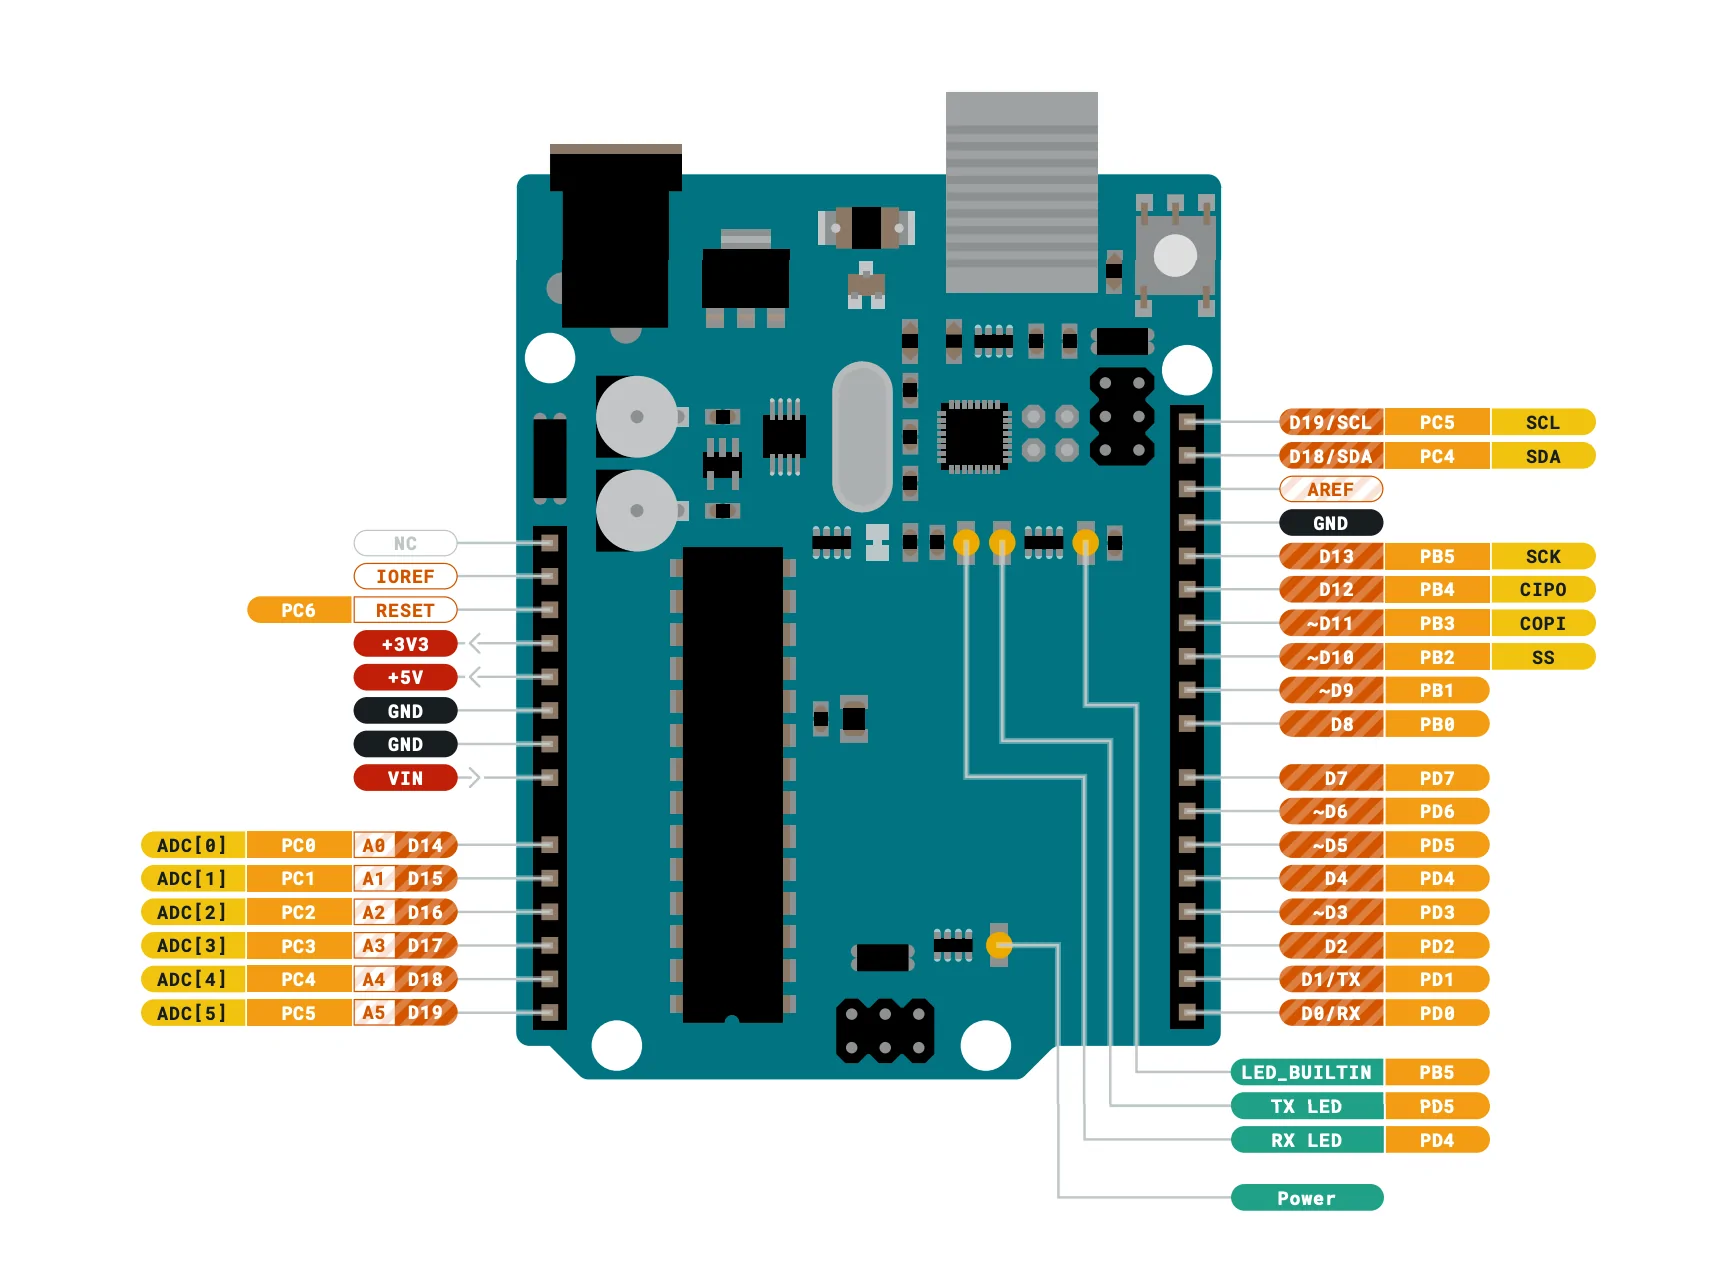 NC
IOREF
PC6 RESET
+3V3
+5V
GND
GND
VIN
ADC[0] PC0 A0 D14
ADC[1] PC1 A1 D15
ADC[2] PC2 A2 D16
ADC[3] PC3 A3 D17
ADC[4] PC4 A4 D18
ADC[5] PC5 A5 D19
D19/SCL PC5 SCL
D18/SDA PC4 SDA
AREF
GND
D13 PB5 SCK
D12 PB4 CIPO
~D11 PB3 COPI
~D10 PB2 SS
~D9 PB1
D8 PB0
D7 PD7
~D6 PD6
~D5 PD5
D4 PD4
~D3 PD3
D2 PD2
D1/TX PD1
D0/RX PD0
LED_BUILTIN PB5
TX LED PD5
RX LED PD4
Power